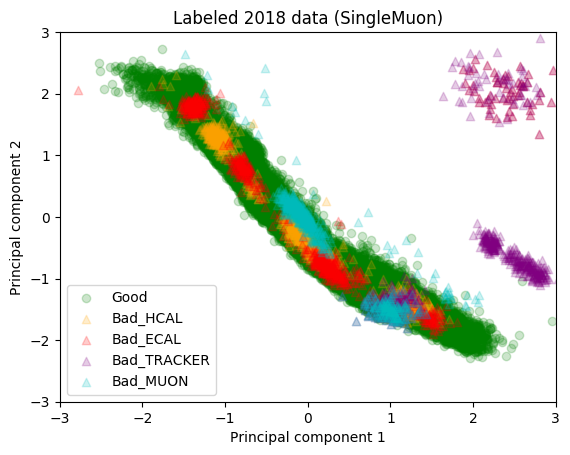 Labeled 2018 data (SingleMuon)
3
2
1
0
−1
−2
−3
Principal component 2
Good
Bad_HCAL
Bad_ECAL
Bad_TRACKER
Bad_MUON
−3
−2
−1
0
1
2
3
Principal component 1